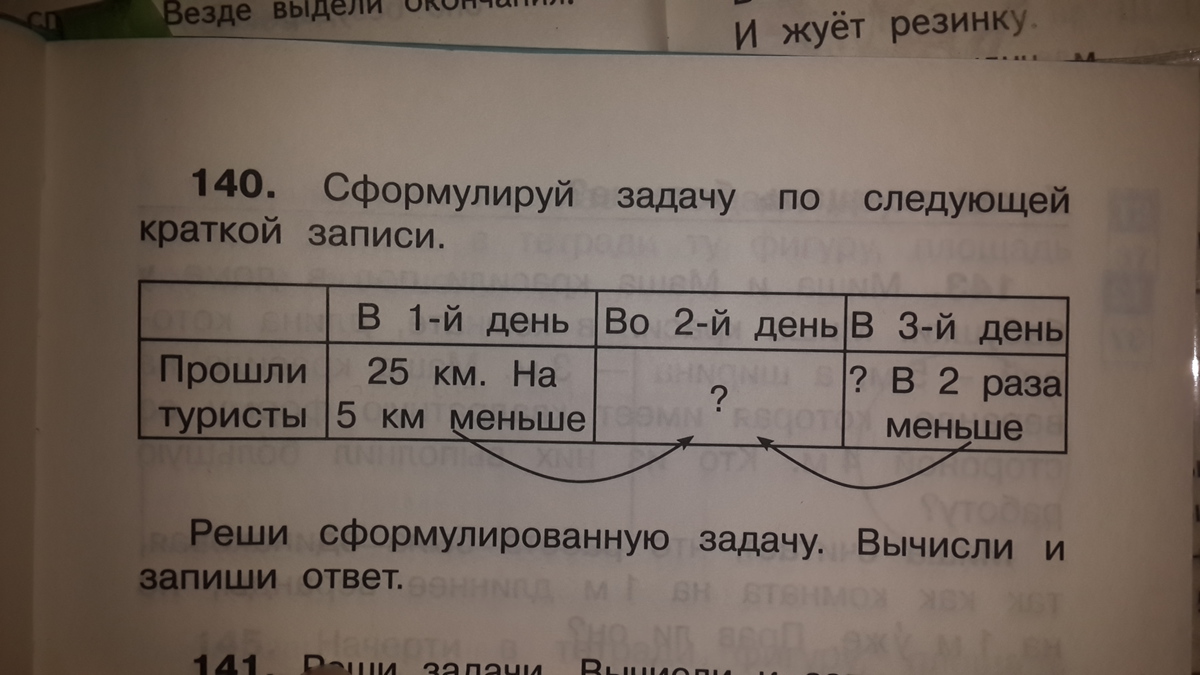 Везде выдели окончания.
И жуёт резинку.
140. Сформулируй задачу по следующей
краткой записи.
В 1-й день Во 2-й день В 3-й день
Прошли туристы
25 км. На
5 км меньше
?
? В 2 раза
меньше
Реши сформулированную задачу. Вычисли и
запиши ответ.
141. Реши задачи. Вычисли и